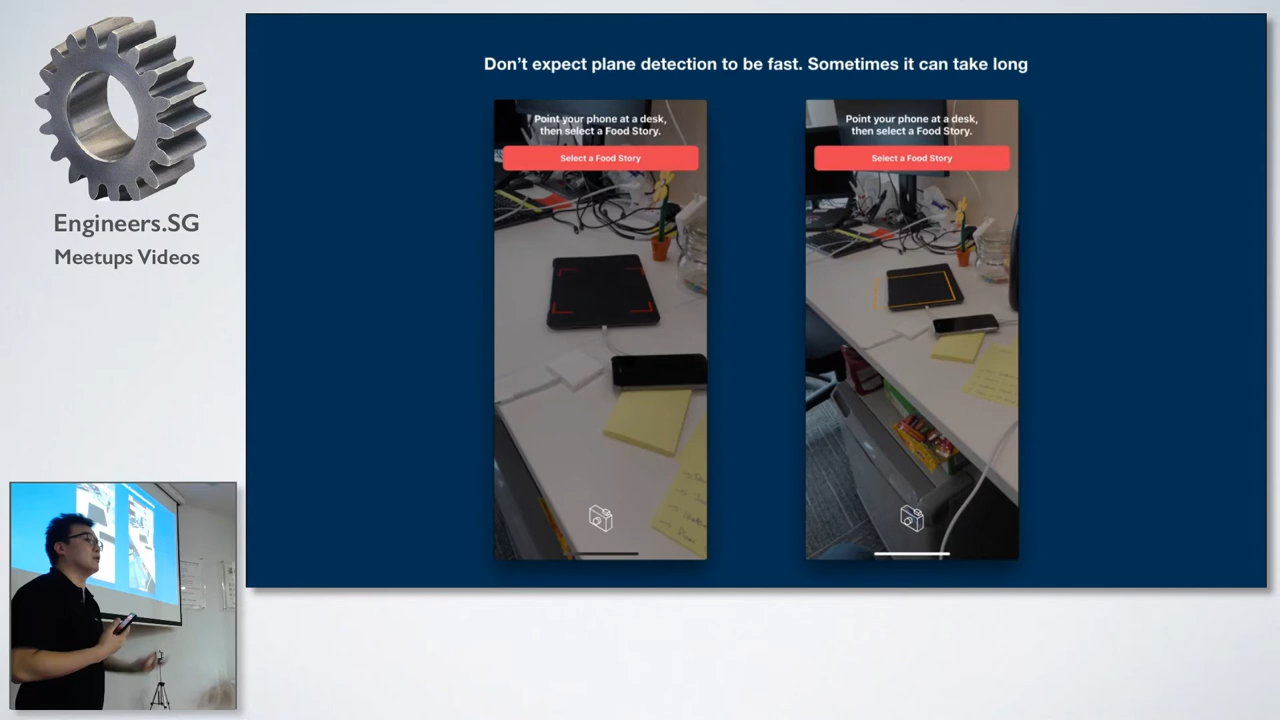 Engineers.SG
Meetups Videos
Don't expect plane detection to be fast. Sometimes it can take long
Point your phone at a desk,
then select a Food Story.
Select a Food Story
Point your phone at a desk,
then select a Food Story.
Select a Food Story